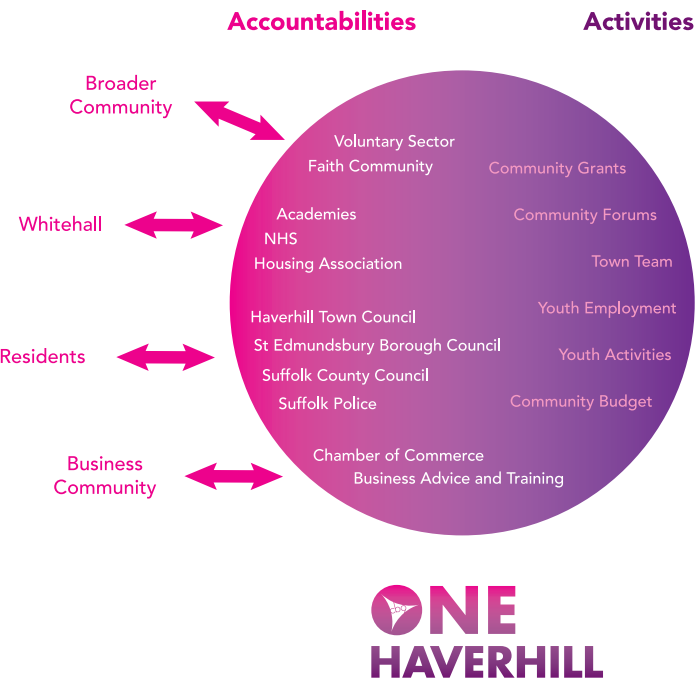 Accountabilities
Activities
Broader
Community
Voluntary Sector
Faith Community
Community Grants
Whitehall
Academies
NHS
Housing Association
Community Forums
Town Team
Residents
Haverhill Town Council
St Edmundsbury Borough Council
Suffolk County Council
Suffolk Police
Youth Employment
Youth Activities
Community Budget
Business
Community
Chamber of Commerce
Business Advice and Training
ONE
HAVERHILL